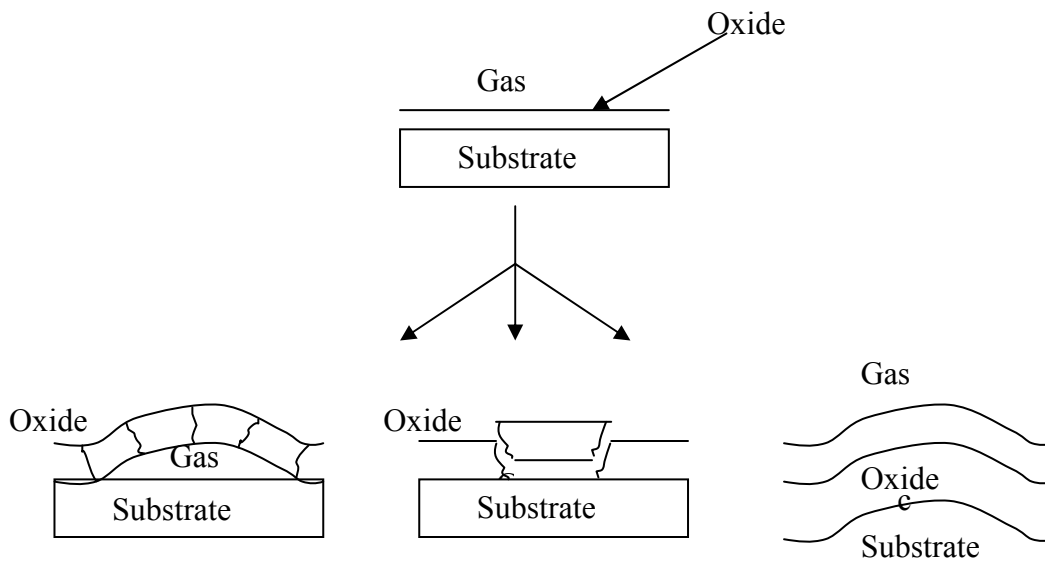 Oxide
Gas
Substrate
Gas
Oxide
Oxide
Gas
Oxide
c
Substrate
Substrate
Substrate